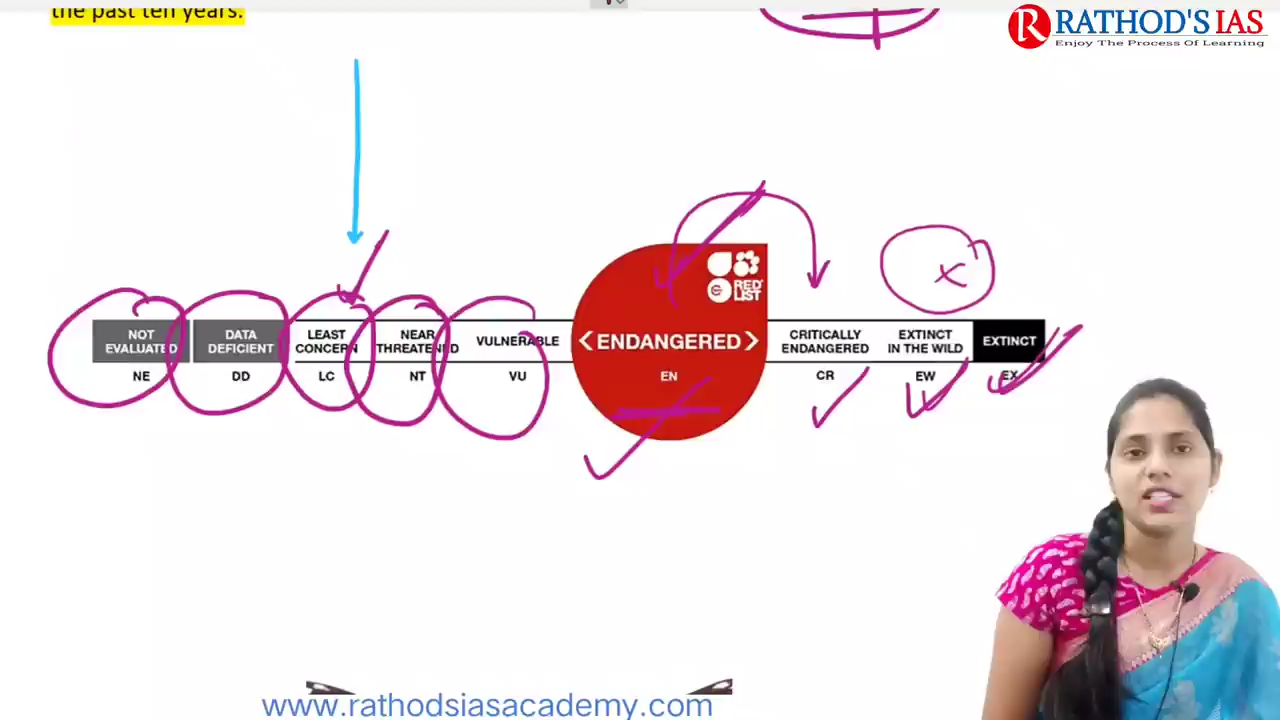 the past ten years.
RATHOD'S IAS
Enjoy The Process Of Learning
NOT EVALUATED
NE
DATA DEFICIENT
DD
LEAST CONCERN
LC
NEAR THREATENED
NT
VULNERABLE
VU
RED LIST
<ENDANGERED>
EN
CRITICALLY ENDANGERED
CR
EXTINCT IN THE WILD
EW
EXTINCT
EX
www.rathodsiasacademy.com